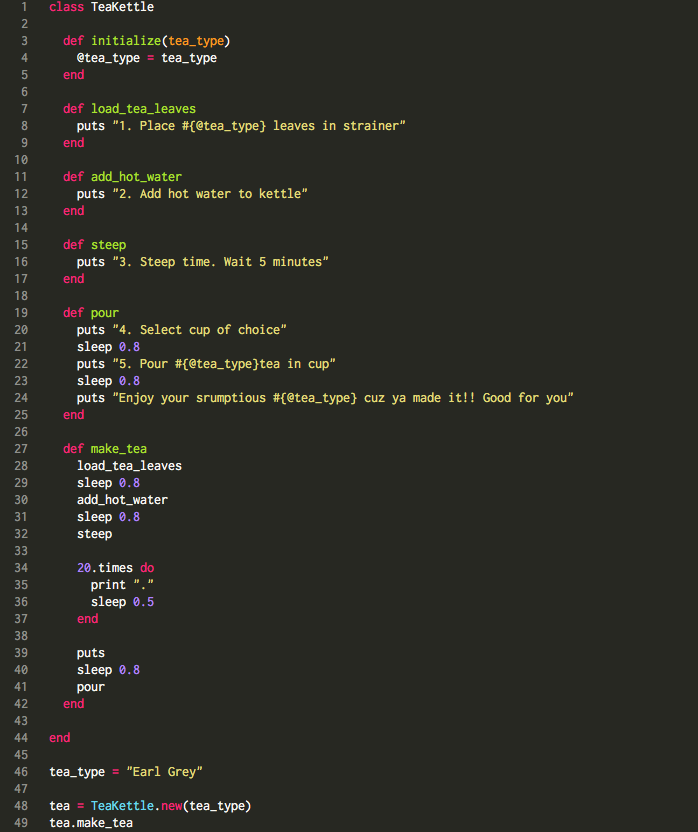 1 class TeaKettle
2
3 def initialize(tea_type)
4 @tea_type = tea_type
5 end
6
7 def load_tea_leaves
8 puts "1. Place #{@tea_type} leaves in strainer"
9 end
10
11 def add_hot_water
12 puts "2. Add hot water to kettle"
13 end
14
15 def steep
16 puts "3. Steep time. Wait 5 minutes"
17 end
18
19 def pour
20 puts "4. Select cup of choice"
21 sleep 0.8
22 puts "5. Pour #{@tea_type}tea in cup"
23 sleep 0.8
24 puts "Enjoy your srumptious #{@tea_type} cuz ya made it!! Good for you"
25 end
26
27 def make_tea
28 load_tea_leaves
29 sleep 0.8
30 add_hot_water
31 sleep 0.8
32 steep
33
34 20.times do
35 print "."
36 sleep 0.5
37 end
38
39 puts
40 sleep 0.8
41 pour
42 end
43
44 end
45
46 tea_type = "Earl Grey"
47
48 tea = TeaKettle.new(tea_type)
49 tea.make_tea